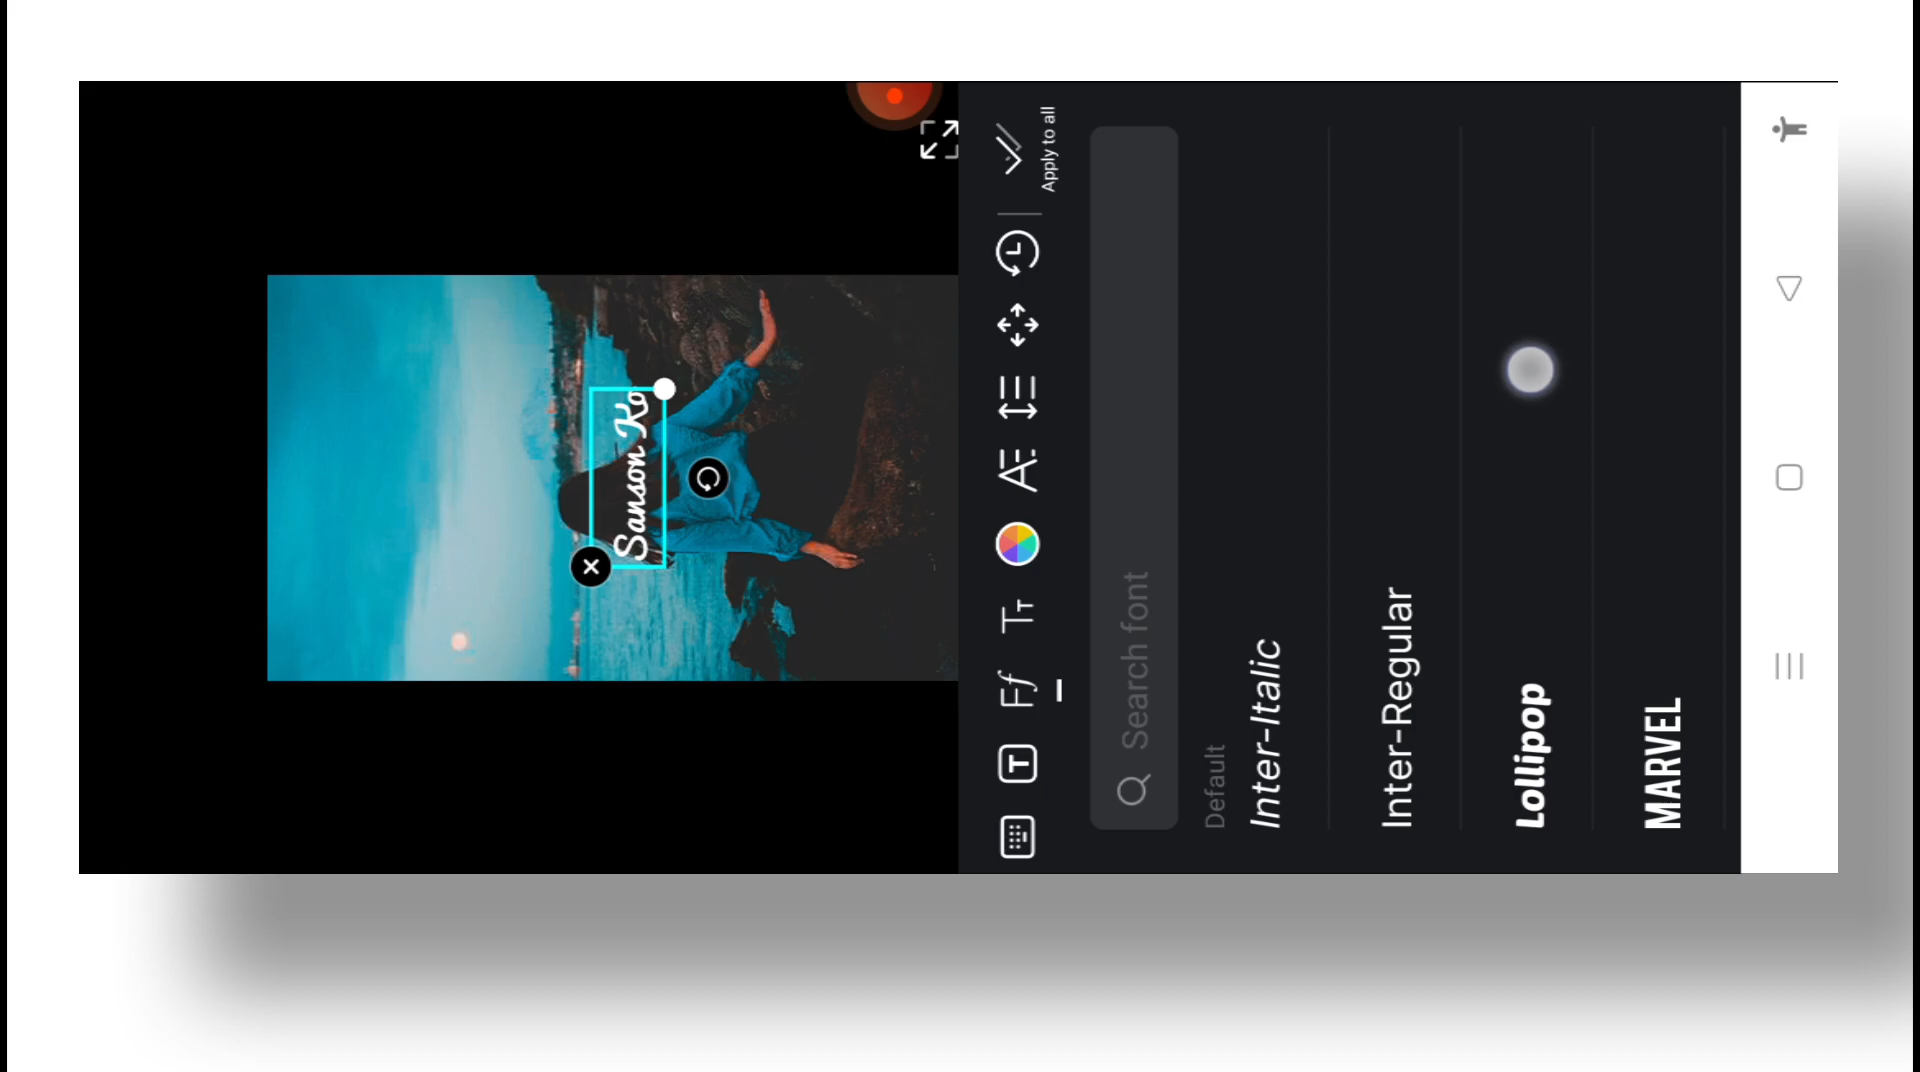 Sanson Ko
Apply to all
Search font
Default
Inter-Italic
Inter-Regular
Lollipop
MARVEL